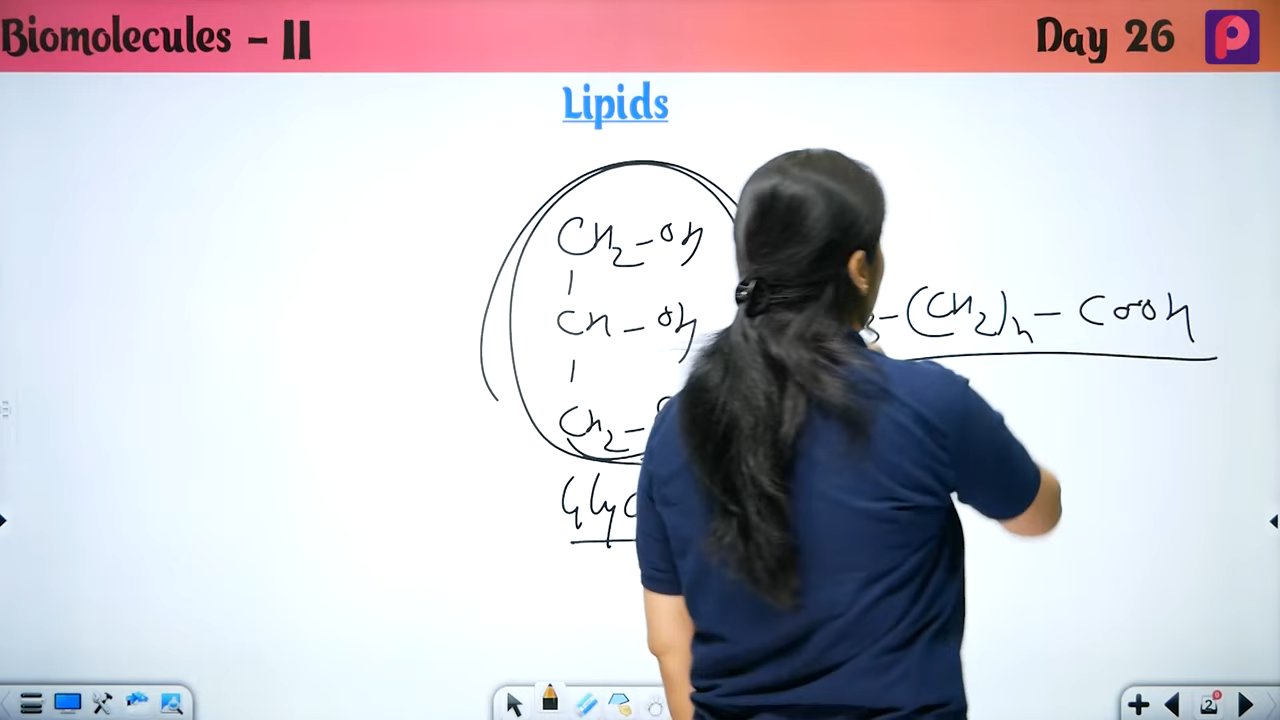 Biomolecules - II
Day 26
Lipids
CH2-OH
CH-OH
-(CH2)n-COOH
CH2-